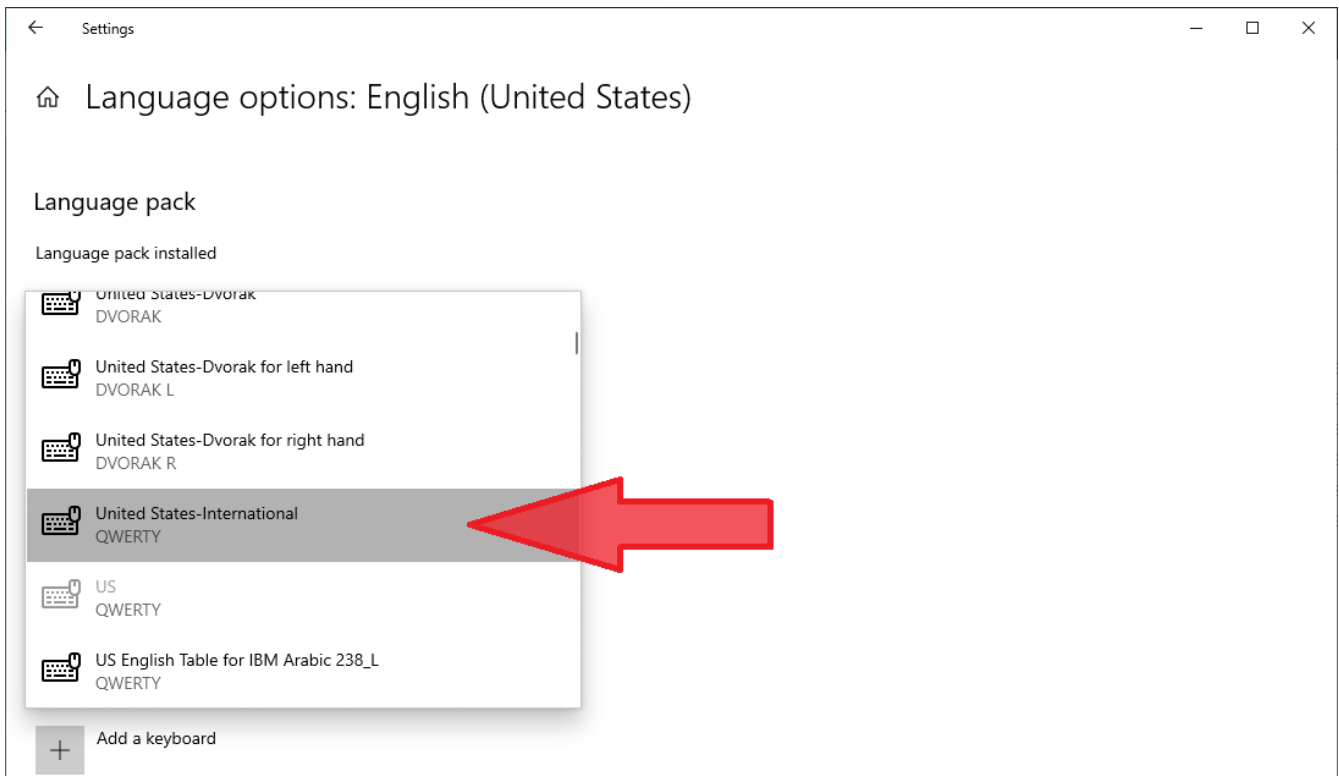 Settings
Language options: English (United States)
Language pack
Language pack installed
United States-Dvorak
DVORAK
United States-Dvorak for left hand
DVORAK L
United States-Dvorak for right hand
DVORAK R
United States-International
QWERTY
US
QWERTY
US English Table for IBM Arabic 238_L
QWERTY
Add a keyboard